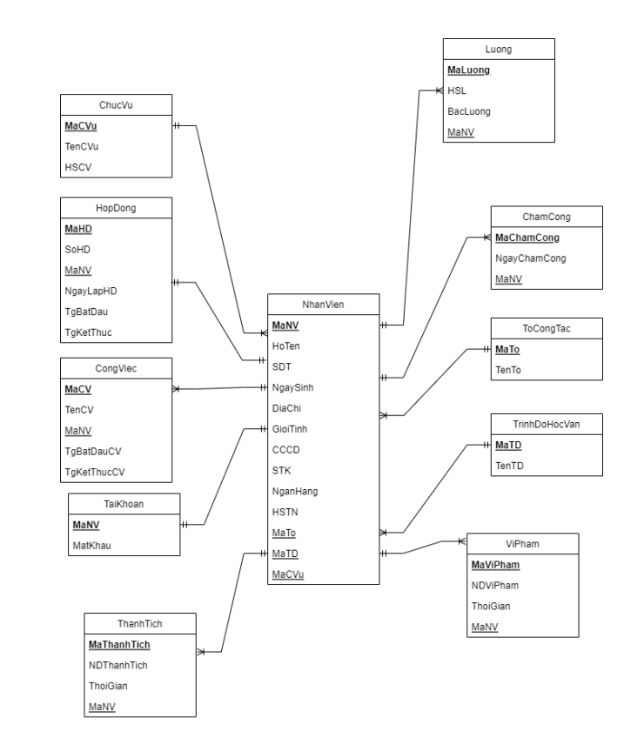 Luong
MaLuong
HSL
BacLuong
MaNV
ChucVu
MaCVu
TenCVu
HSCV
HopDong
MaHD
SoHD
MaNV
NgayLapHD
TgBatDau
TgKetThuc
ChamCong
MaChamCong
NgayChamCong
MaNV
NhanVien
MaNV
HoTen
SDT
NgaySinh
DiaChi
GioiTinh
CCCD
STK
NganHang
HSTN
MaTo
MaTD
MaCVu
ToCongTac
MaTo
TenTo
CongViec
MaCV
TenCV
MaNV
TgBatDauCV
TgKetThucCV
TrinhDoHocVan
MaTD
TenTD
TaiKhoan
MaNV
MatKhau
ViPham
MaViPham
NDViPham
ThoiGian
MaNV
ThanhTich
MaThanhTich
NDThanhTich
ThoiGian
MaNV